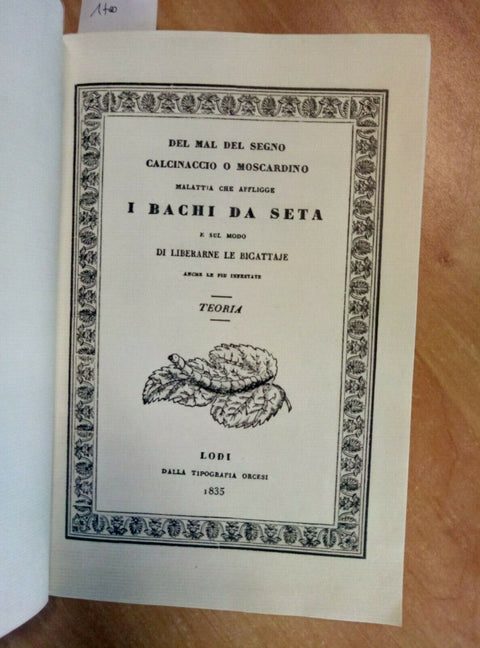 1400
DEL MAL DEL SEGNO
CALCINACCIO O MOSCARDINO
MALATTIA CHE AFFLIGGE
I BACHI DA SETA
E SUL MODO
DI LIBERARNE LE BIGATTAJE
ANCHE LE PIU INFESTATE
TEORIA
LODI
DALLA TIPOGRAFIA ORCESI
1835